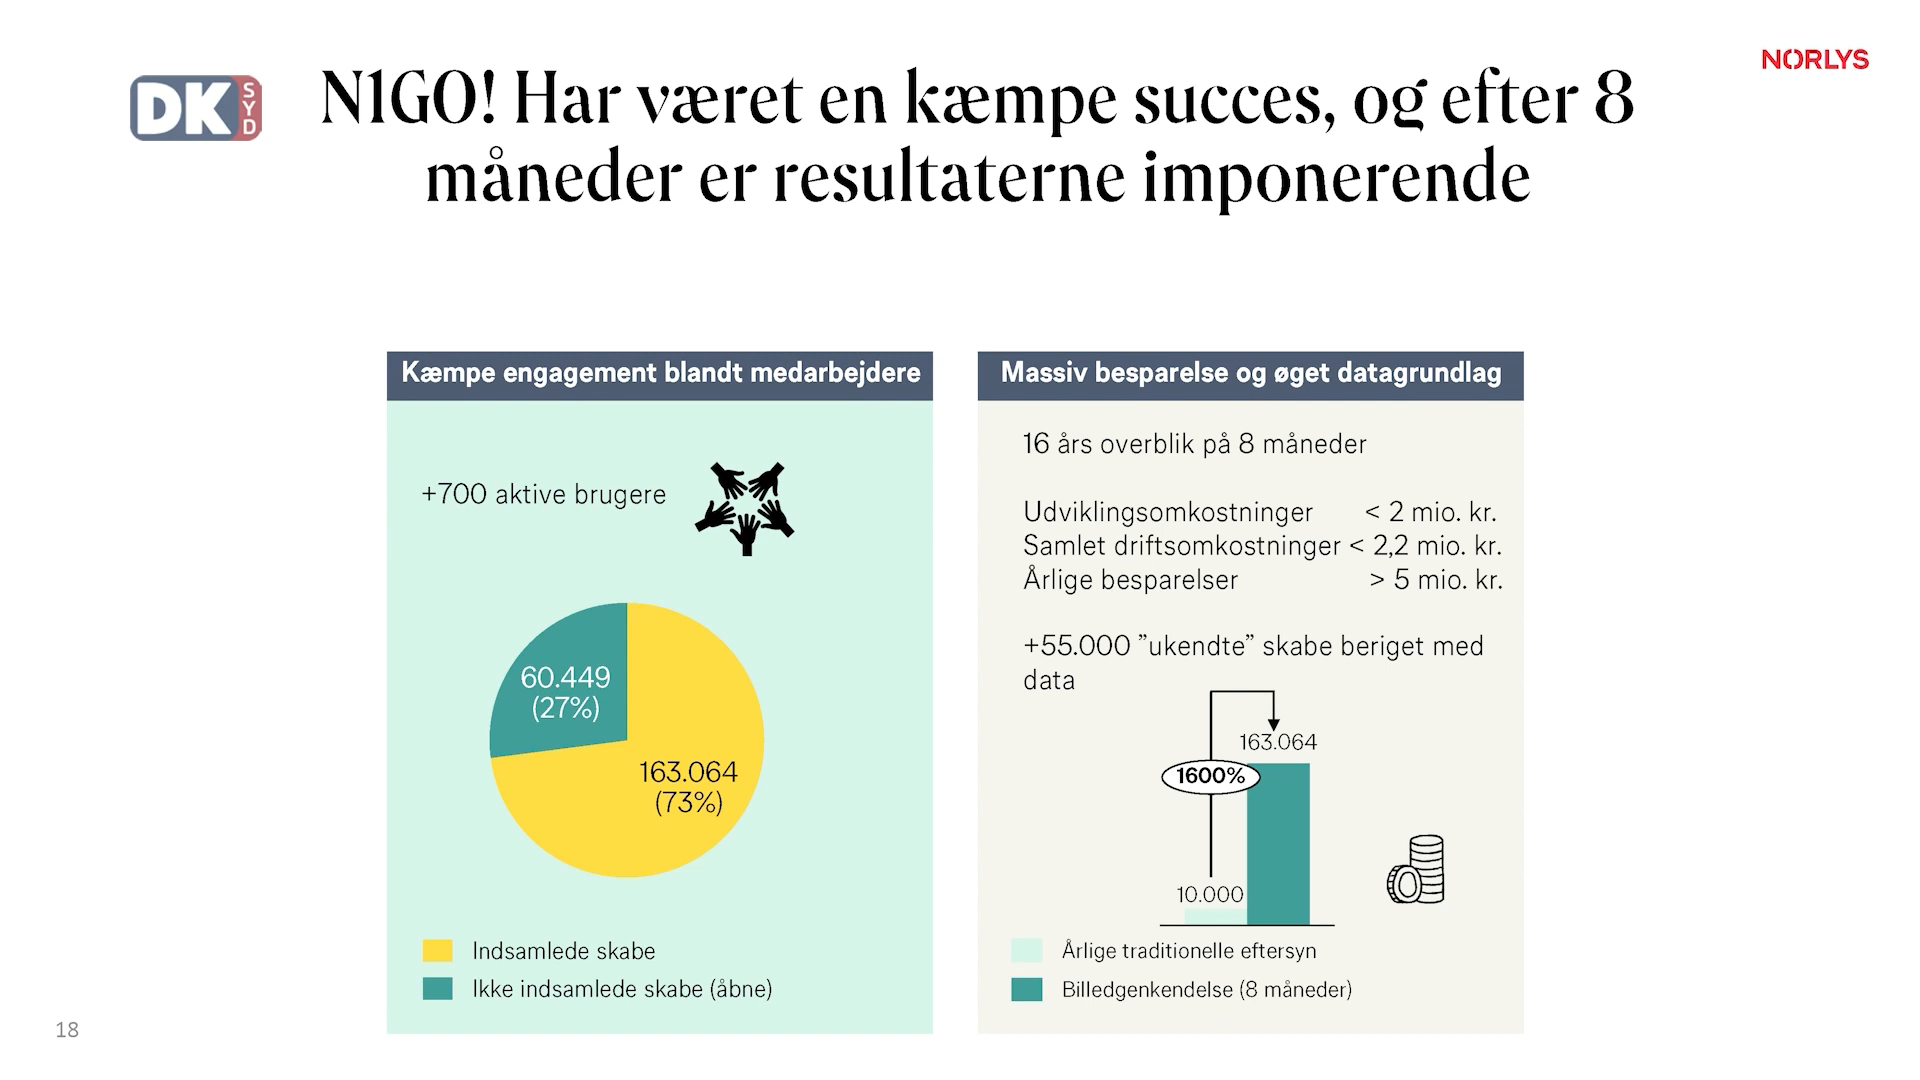 DK SYD
NORLYS
N1GO! Har været en kæmpe succes, og efter 8
måneder er resultaterne imponerende
Kæmpe engagement blandt medarbejdere
+700 aktive brugere
60.449
(27%)
163.064
(73%)
Indsamlede skabe
Ikke indsamlede skabe (åbne)
Massiv besparelse og øget datagrundlag
16 års overblik på 8 måneder
Udviklingsomkostninger < 2 mio. kr.
Samlet driftsomkostninger < 2,2 mio. kr.
Årlige besparelser > 5 mio. kr.
+55.000 ”ukendte” skabe beriget med
data
163.064
1600%
10.000
Årlige traditionelle eftersyn
Billedgenkendelse (8 måneder)
18